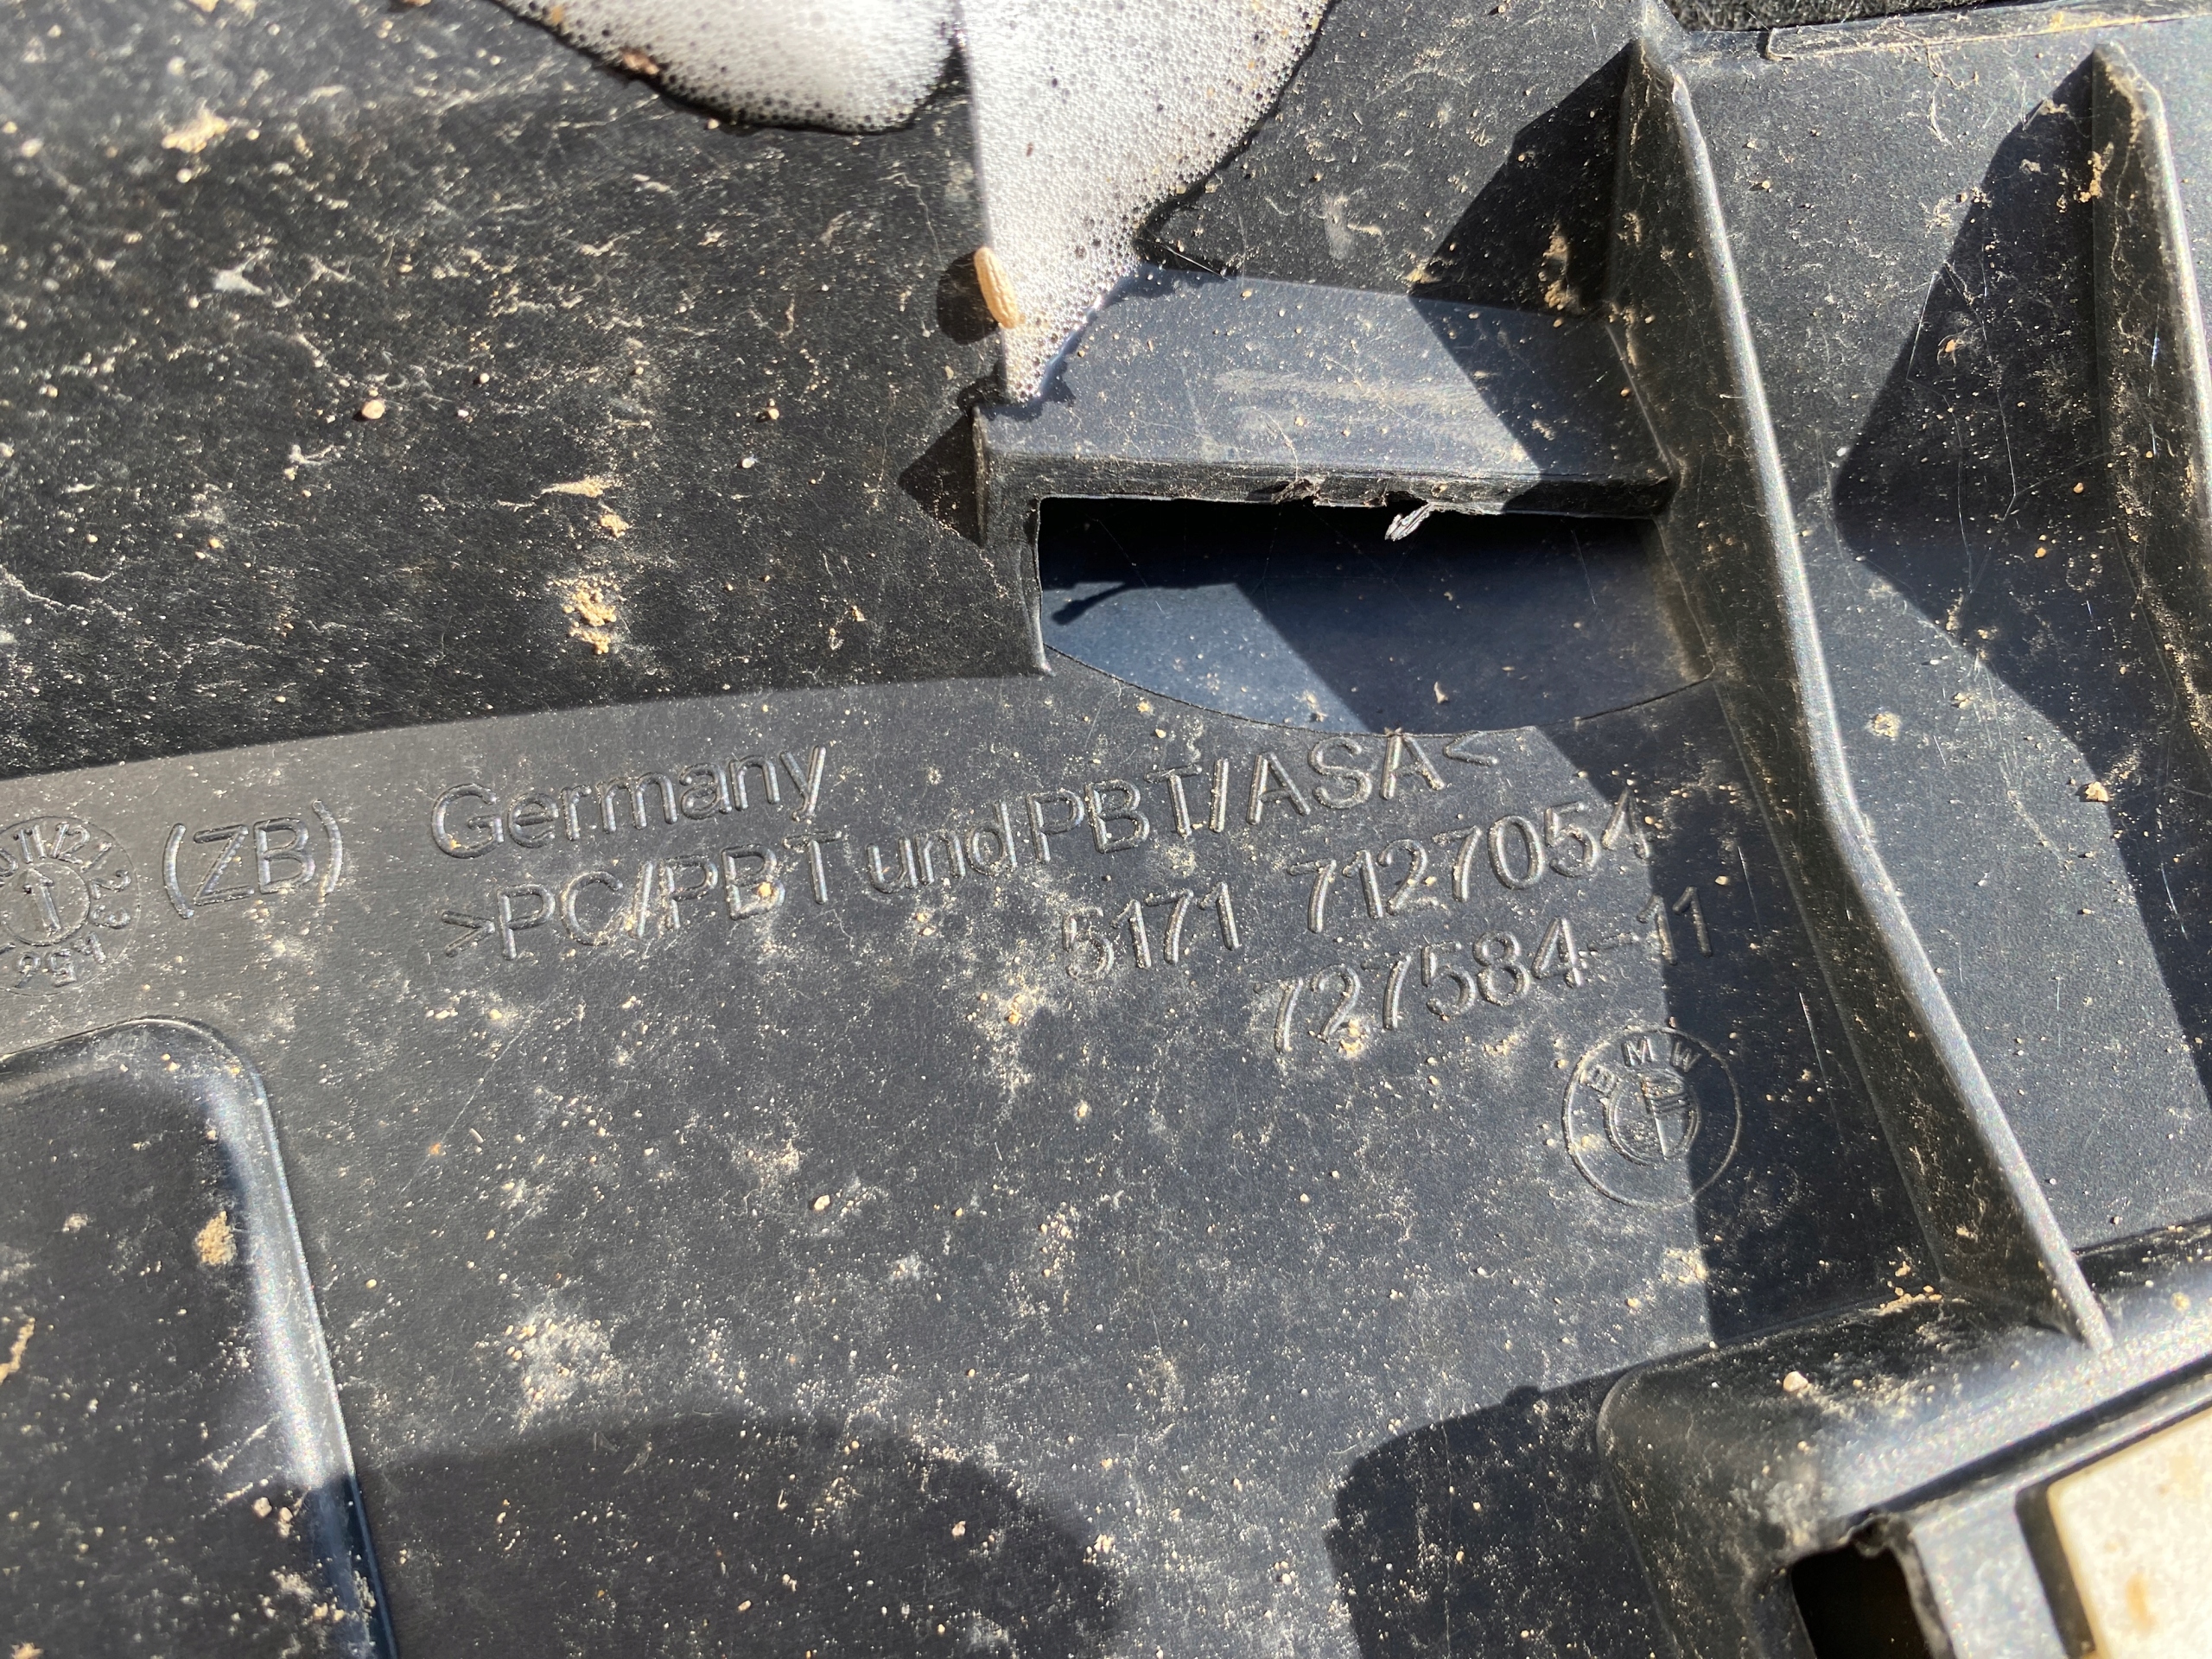 (ZB)
Germany
>PC/PBT und PBT/ASA<
5171 7127054
727584-11
BMW